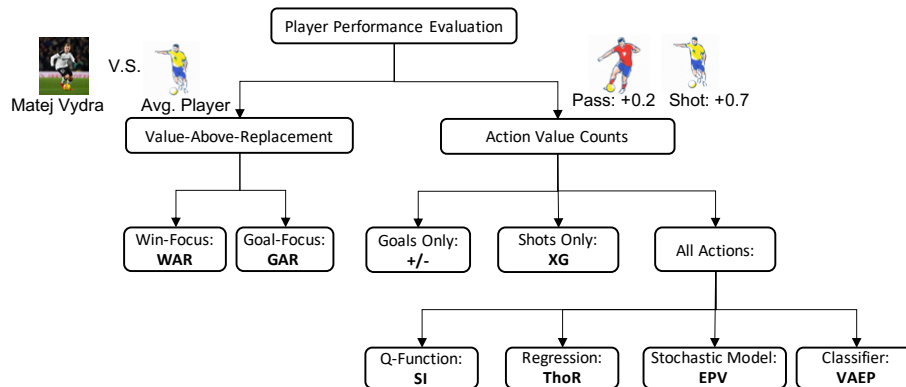 Player Performance Evaluation
V.S.
Matej Vydra
Avg. Player
Pass: +0.2
Shot: +0.7
Value-Above-Replacement
Action Value Counts
Win-Focus:
WAR
Goal-Focus:
GAR
Goals Only:
+/-
Shots Only:
XG
All Actions:
Q-Function:
SI
Regression:
ThoR
Stochastic Model:
EPV
Classifier:
VAEP